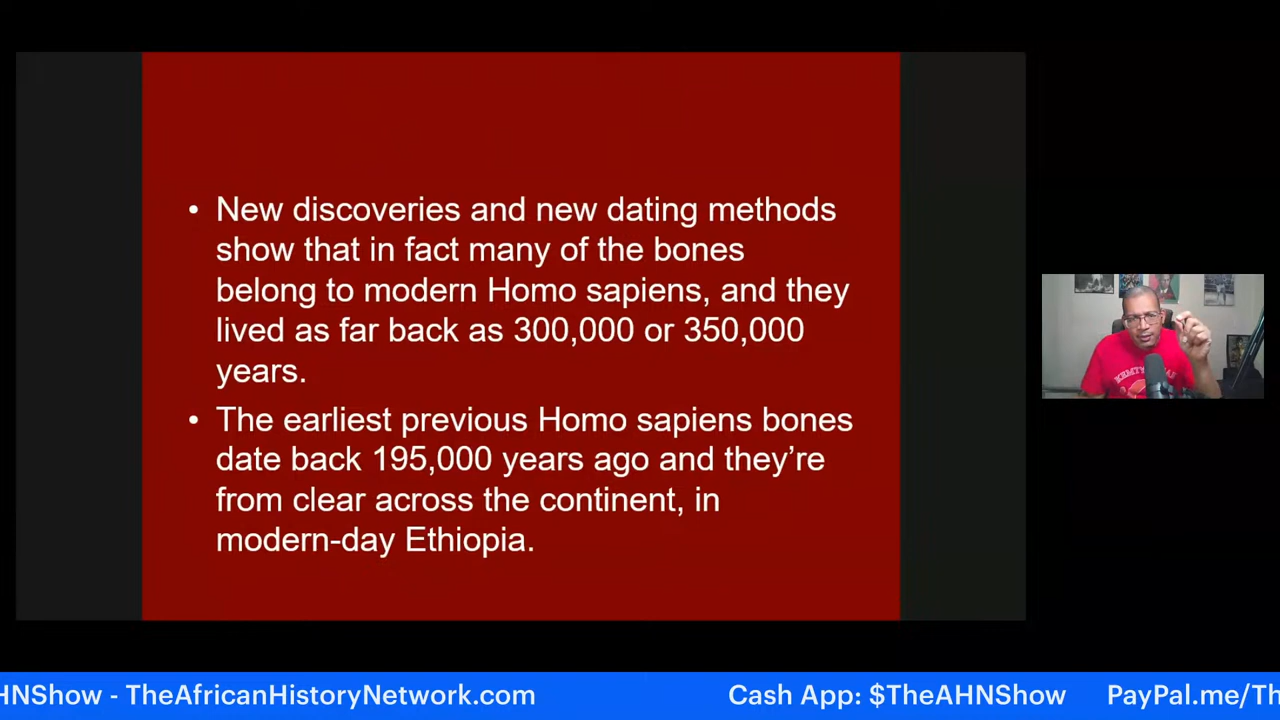 • New discoveries and new dating methods
show that in fact many of the bones
belong to modern Homo sapiens, and they
lived as far back as 300,000 or 350,000
years.
• The earliest previous Homo sapiens bones
date back 195,000 years ago and they’re
from clear across the continent, in
modern-day Ethiopia.
HNShow - TheAfricanHistoryNetwork.com Cash App: $TheAHNShow PayPal.me/Th